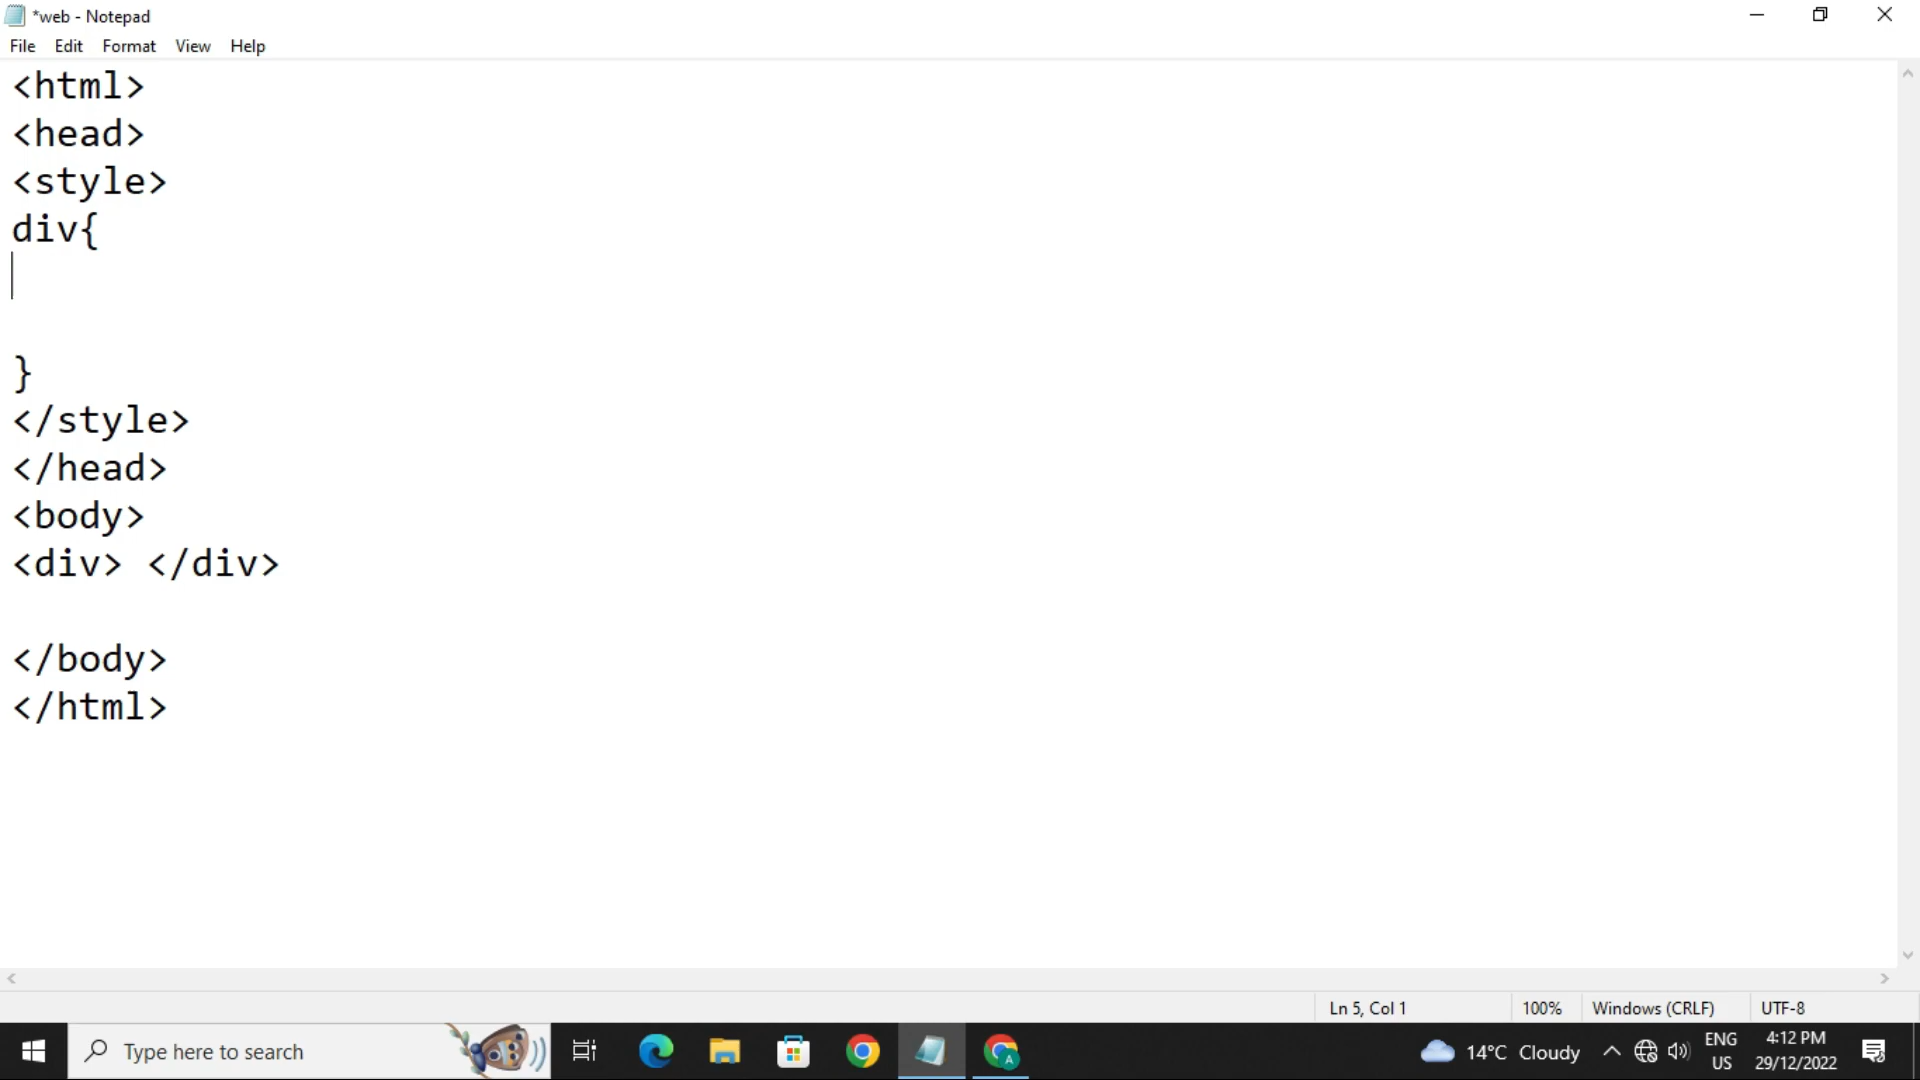 *web - Notepad
File Edit Format View Help
<html>
<head>
<style>
div{
}
</style>
</head>
<body>
<div> </div>
</body>
</html>
Ln 5, Col 1 100% Windows (CRLF) UTF-8
Type here to search
14°C Cloudy
ENG
US
4:12 PM
29/12/2022